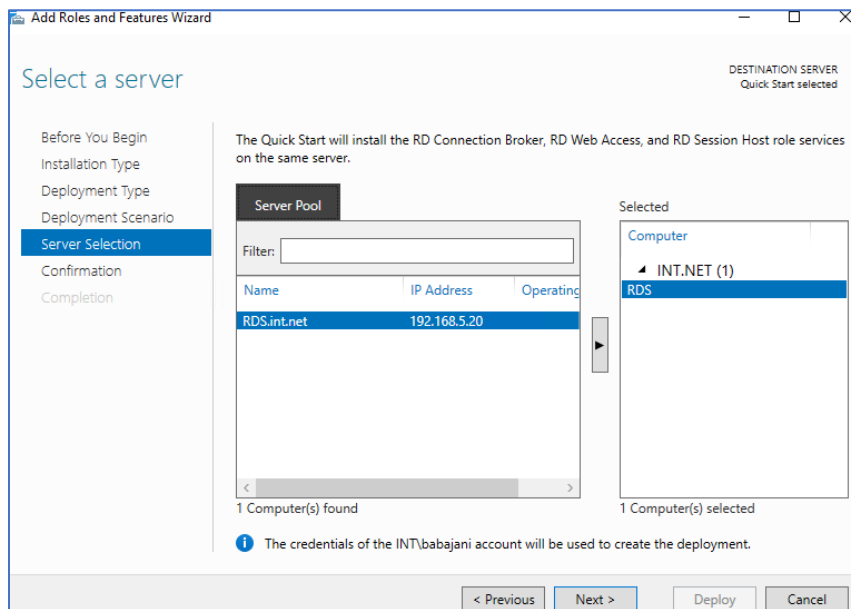 Add Roles and Features Wizard
Select a server
DESTINATION SERVER
Quick Start selected
Before You Begin
Installation Type
Deployment Type
Deployment Scenario
Server Selection
Confirmation
Completion
The Quick Start will install the RD Connection Broker, RD Web Access, and RD Session Host role services
on the same server.
Server Pool
Filter:
Name IP Address Operating
RDS.int.net 192.168.5.20
1 Computer(s) found
Selected
Computer
INT.NET (1)
RDS
1 Computer(s) selected
The credentials of the INT\babajani account will be used to create the deployment.
< Previous Next > Deploy Cancel